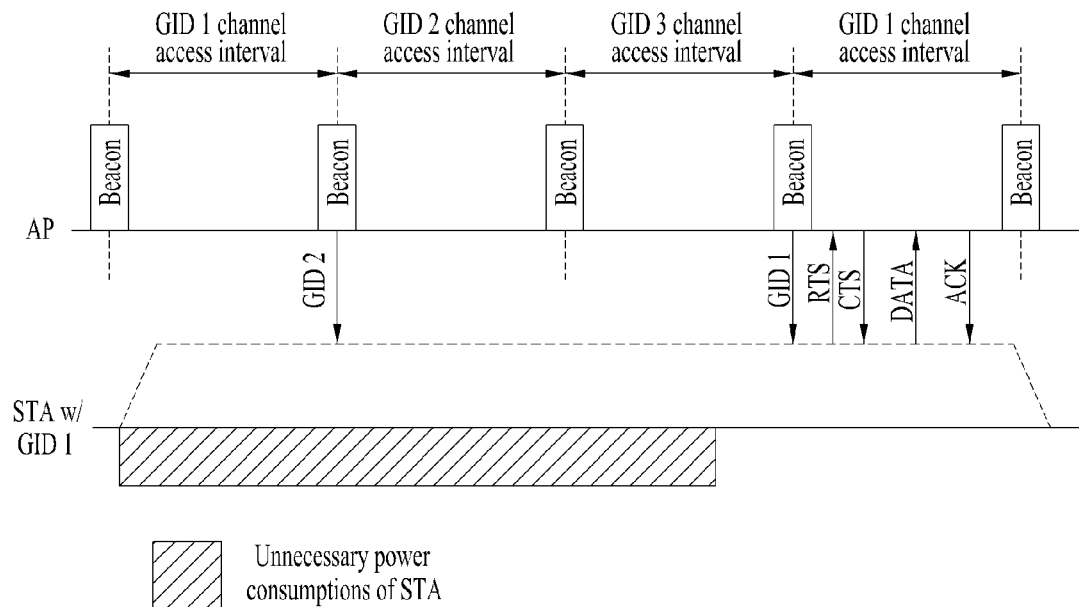 GID 1 channel
access interval
GID 2 channel
access interval
GID 3 channel
access interval
GID 1 channel
access interval
Beacon
Beacon
Beacon
Beacon
Beacon
AP
GID 2
GID 1
RTS
CTS
DATA
ACK
STA w/
GID 1
Unnecessary power
consumptions of STA